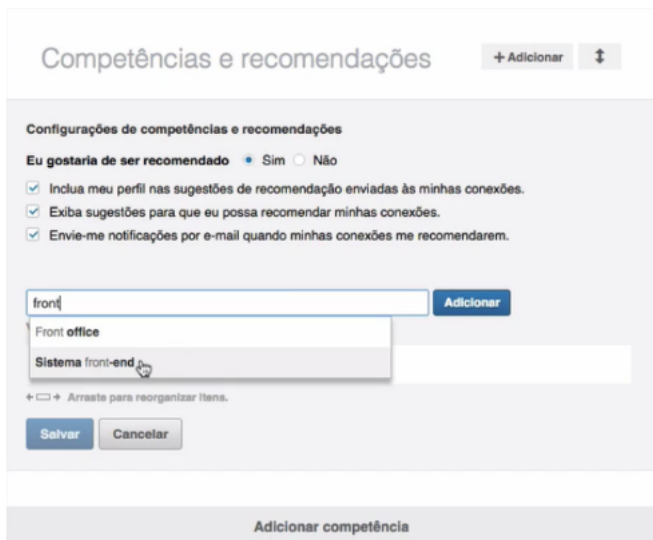 Competências e recomendações
+ Adicionar
Configurações de competências e recomendações
Eu gostaria de ser recomendado Sim Não
Inclua meu perfil nas sugestões de recomendação enviadas às minhas conexões.
Exiba sugestões para que eu possa recomendar minhas conexões.
Envie-me notificações por e-mail quando minhas conexões me recomendarem.
front Adicionar
Front office
Sistema front-end
Arraste para reorganizar itens.
Salvar Cancelar
Adicionar competência